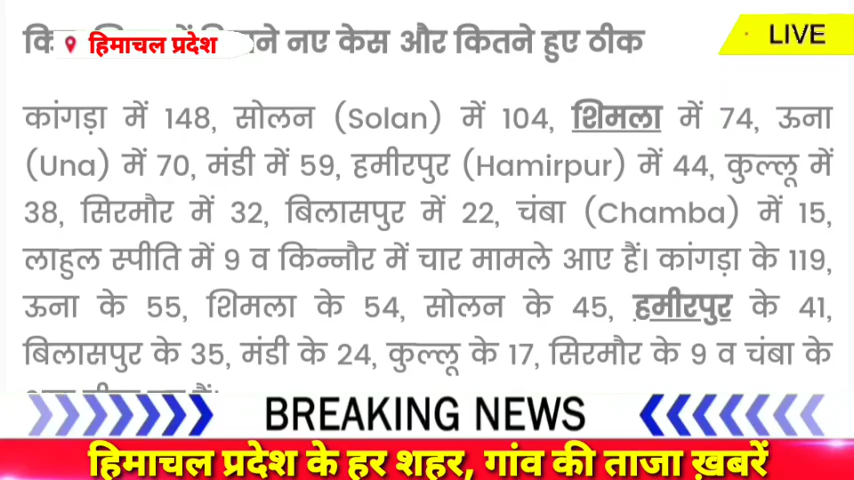 हिमाचल प्रदेश
नए केस और कितने हुए ठीक
LIVE
कांगड़ा में 148, सोलन (Solan) में 104, शिमला में 74, ऊना
(Una) में 70, मंडी में 59, हमीरपुर (Hamirpur) में 44, कुल्लू में
38, सिरमौर में 32, बिलासपुर में 22, चंबा (Chamba) में 15,
लाहुल स्पीति में 9 व किन्नौर में चार मामले आए हैं। कांगड़ा के 119,
ऊना के 55, शिमला के 54, सोलन के 45, हमीरपुर के 41,
बिलासपुर के 35, मंडी के 24, कुल्लू के 17, सिरमौर के 9 व चंबा के
BREAKING NEWS
हिमाचल प्रदेश के हर शहर, गांव की ताजा ख़बरें